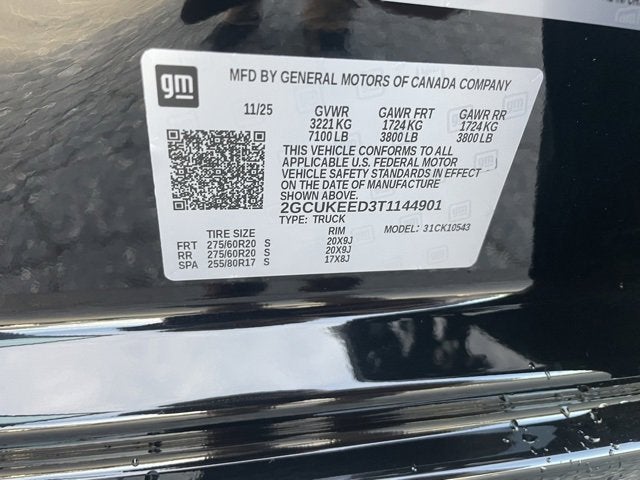 gm
MFD BY GENERAL MOTORS OF CANADA COMPANY
11/25 GVWR GAWR FRT GAWR RR
3221 KG 1724 KG 1724 KG
7100 LB 3800 LB 3800 LB
THIS VEHICLE CONFORMS TO ALL
APPLICABLE U.S. FEDERAL MOTOR
VEHICLE SAFETY STANDARDS IN EFFECT
ON THE DATE OF MANUFACTURE
2GCUKEED3T1144901
TYPE: TRUCK MODEL: 31CK10543
TIRE SIZE RIM
FRT 275/60R20 S 20X9J
RR 275/60R20 S 20X9J
SPA 255/80R17 S 17X8J